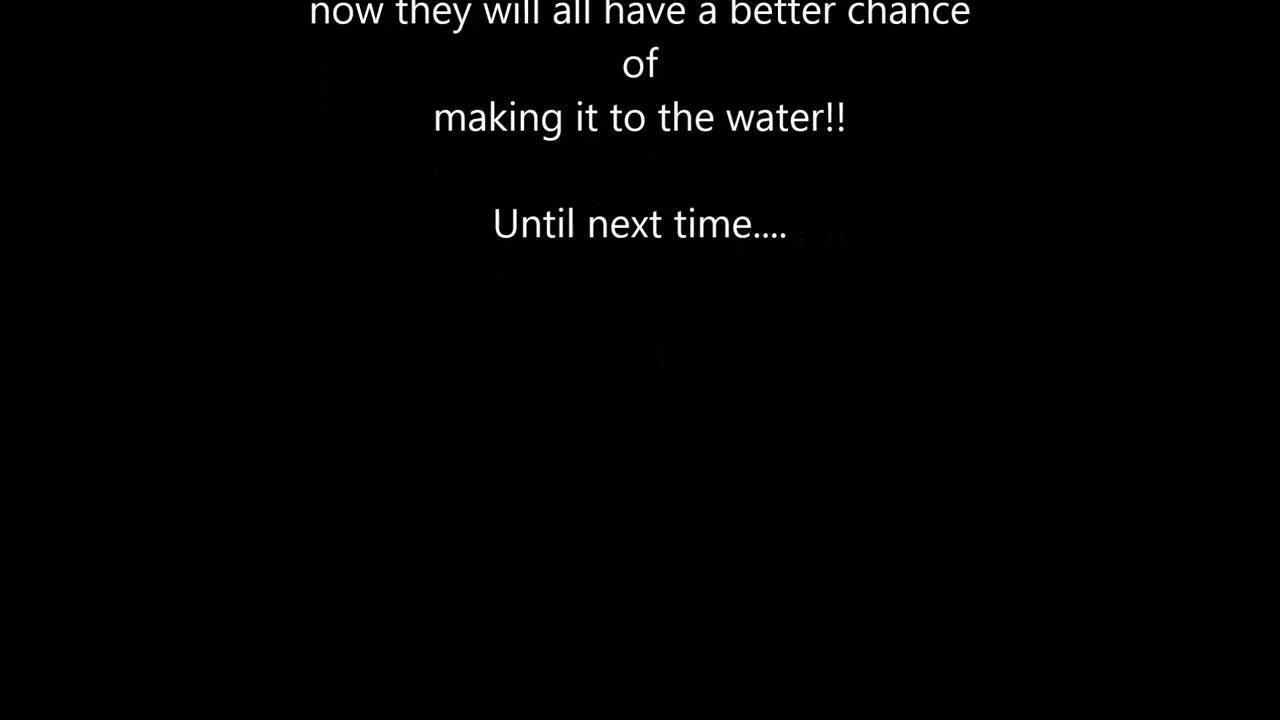 now they will all have a better chance
of
making it to the water!!
Until next time....